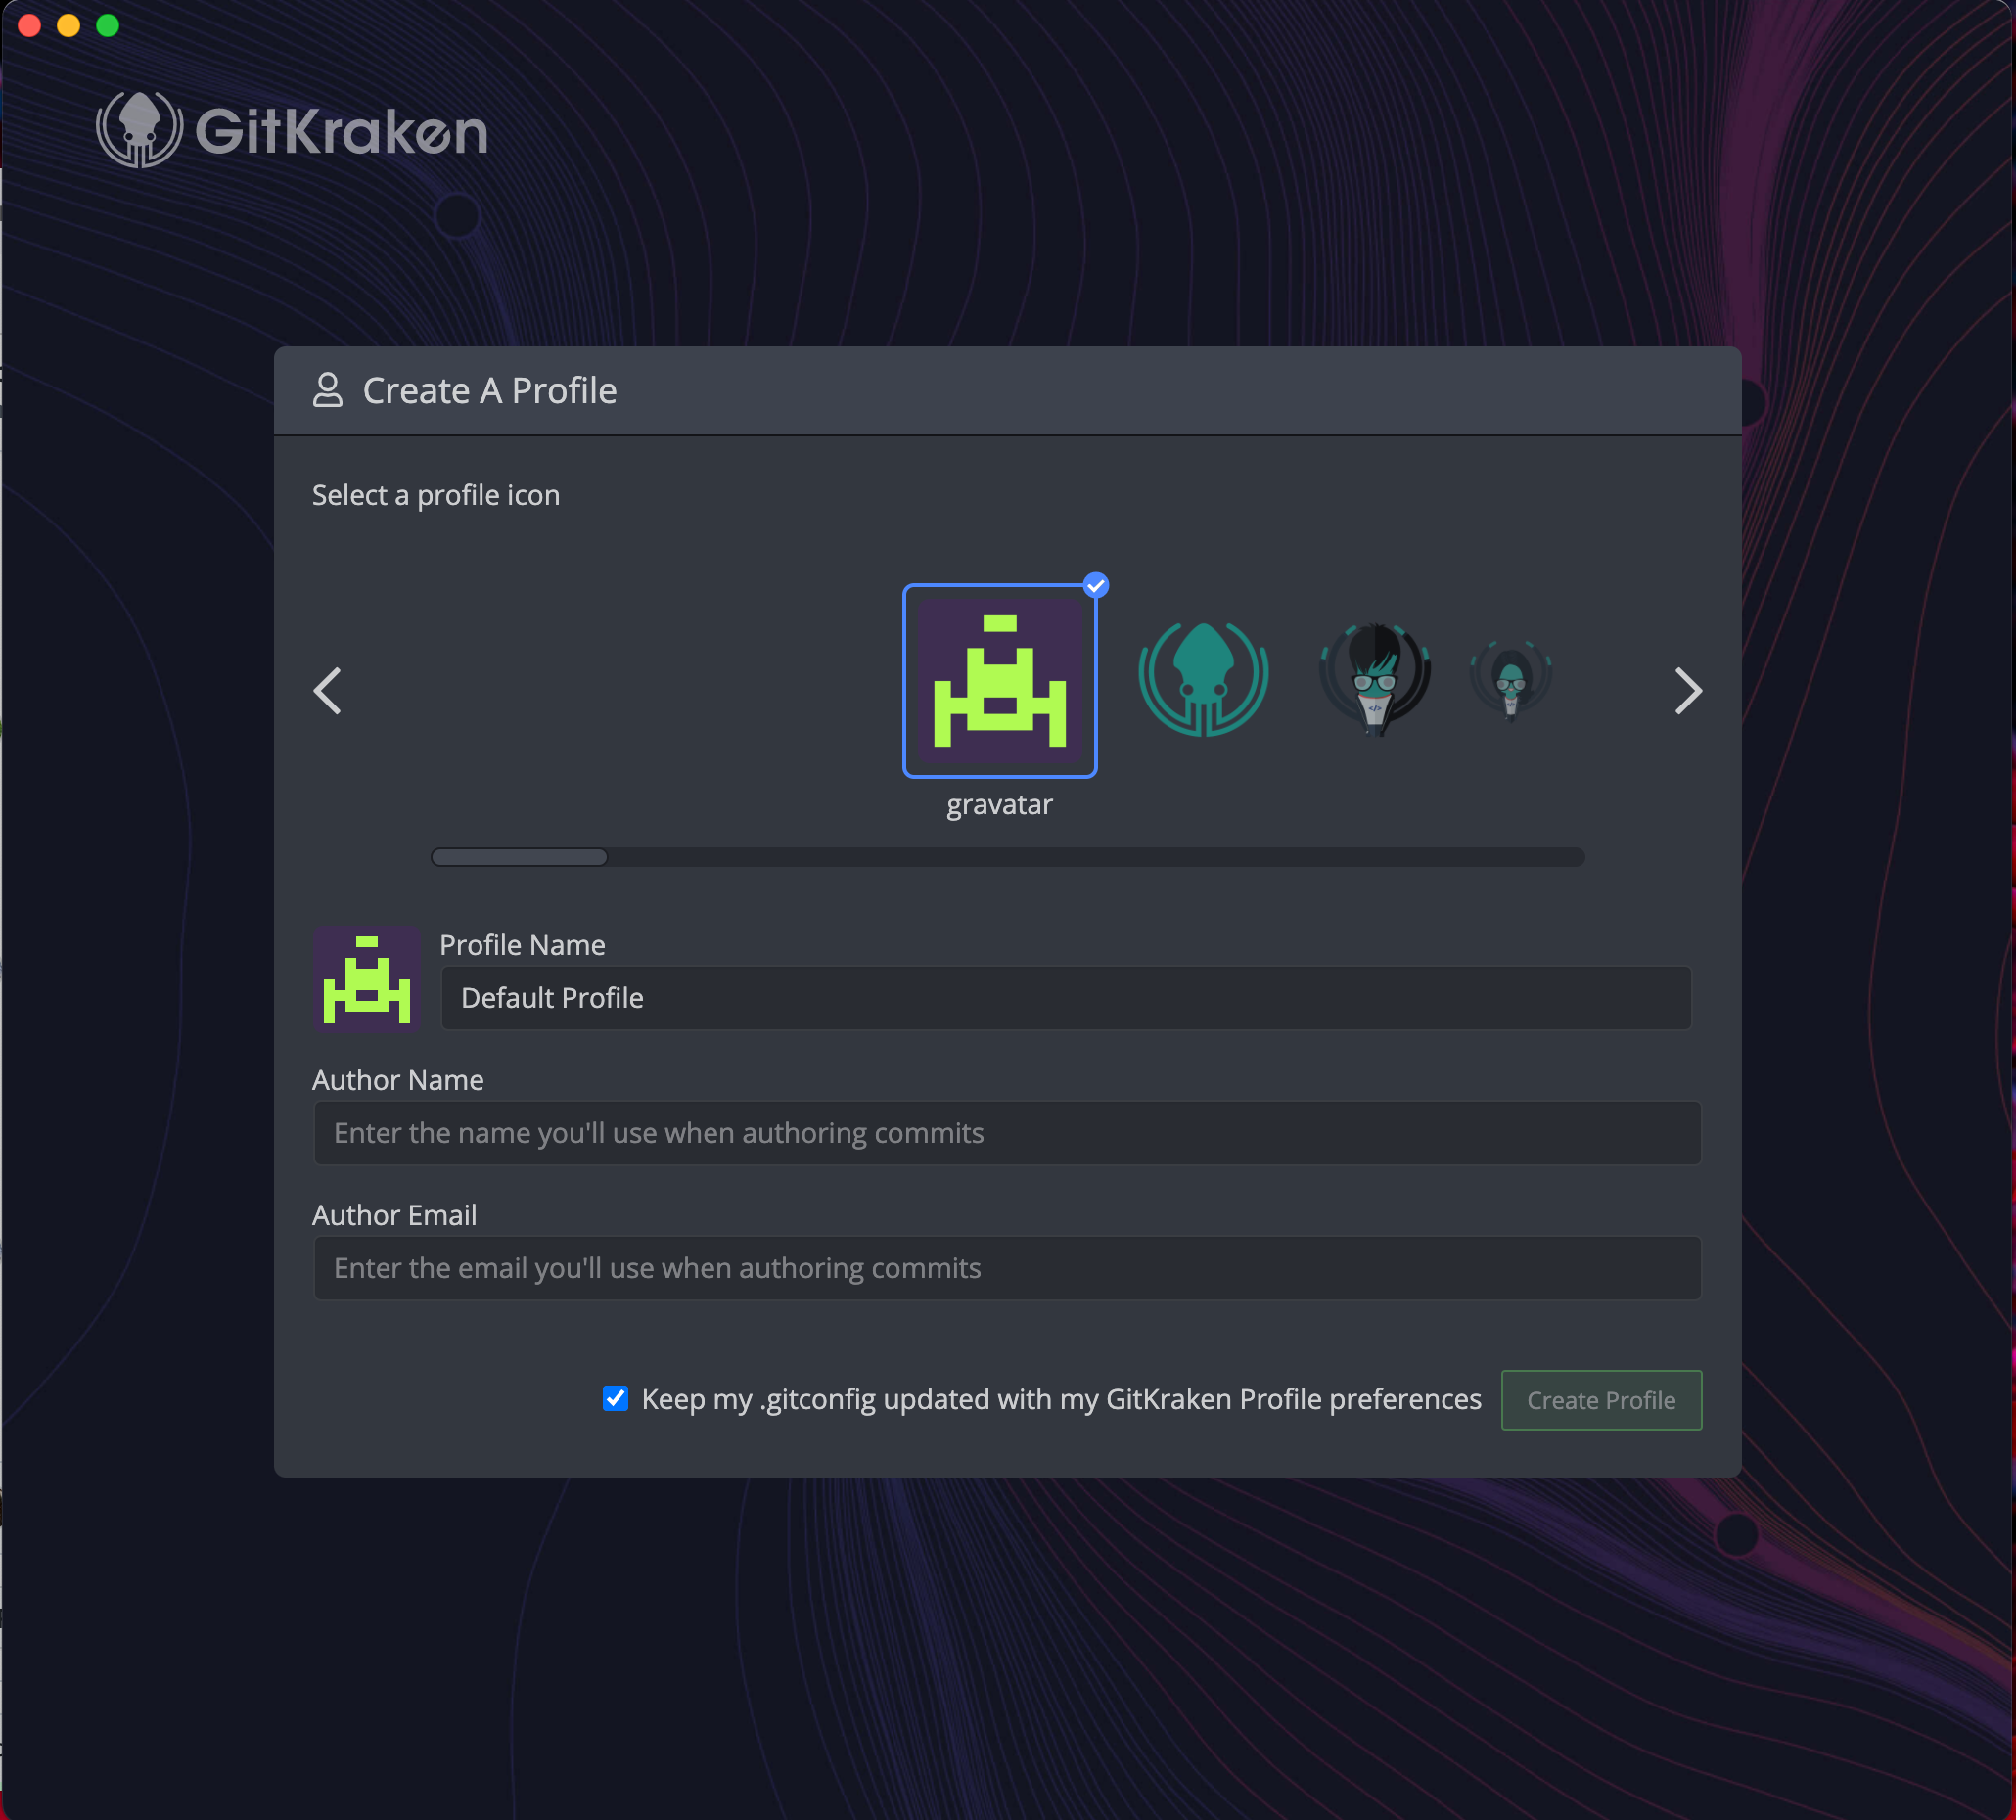 GitKraken
Create A Profile
Select a profile icon
gravatar
Profile Name
Default Profile
Author Name
Enter the name you'll use when authoring commits
Author Email
Enter the email you'll use when authoring commits
Keep my .gitconfig updated with my GitKraken Profile preferences
Create Profile